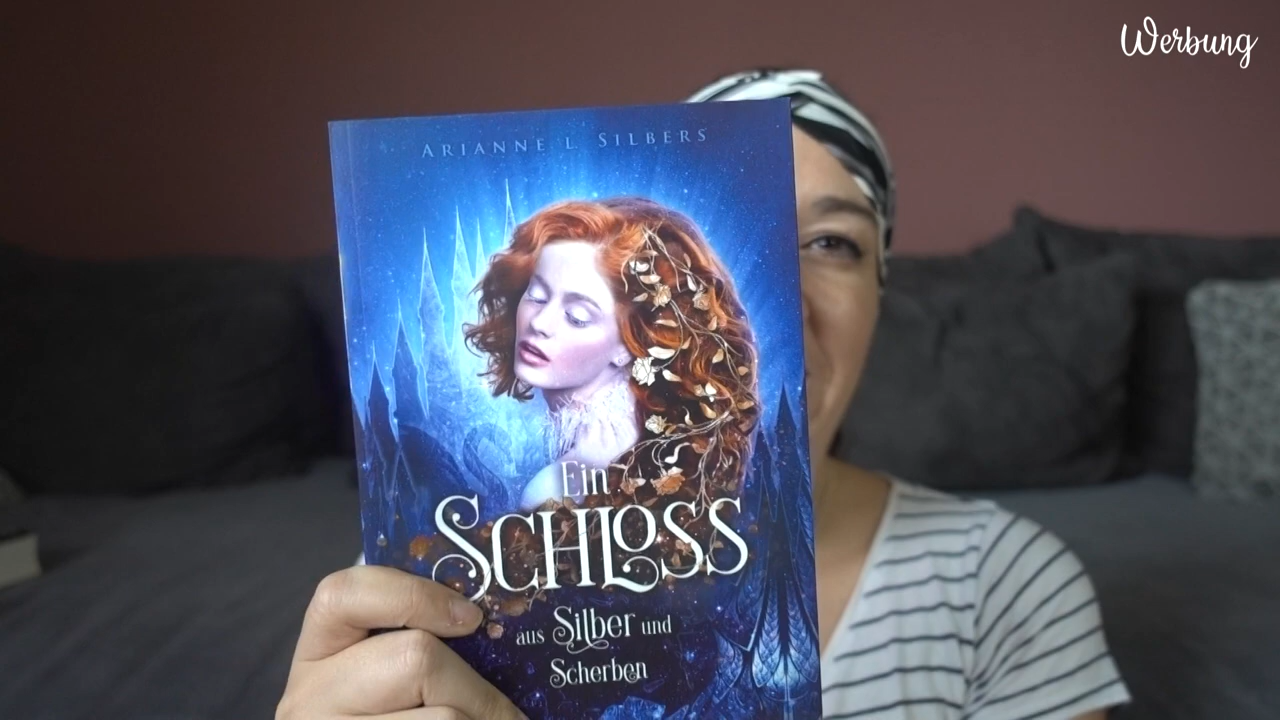 Werbung
ARIANNE L. SILBERS
Ein
SCHLOSS
aus Silber und
Scherben